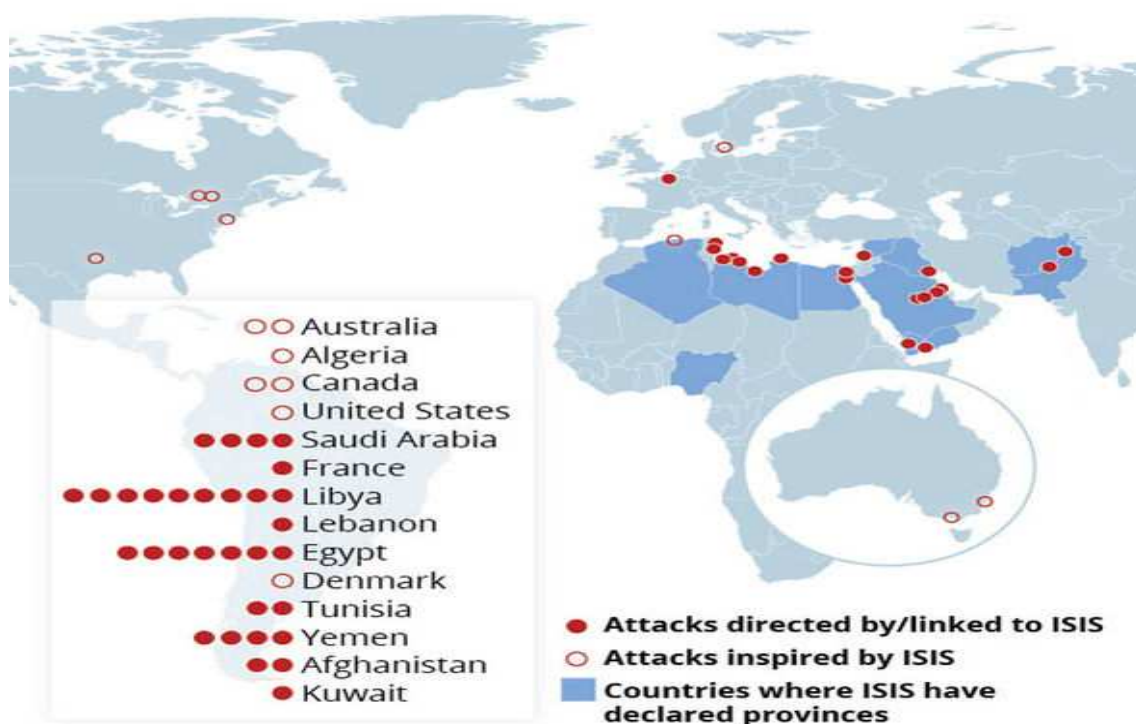 Australia
Algeria
Canada
United States
Saudi Arabia
France
Libya
Lebanon
Egypt
Denmark
Tunisia
Yemen
Afghanistan
Kuwait
Attacks directed by/linked to ISIS
Attacks inspired by ISIS
Countries where ISIS have
declared provinces